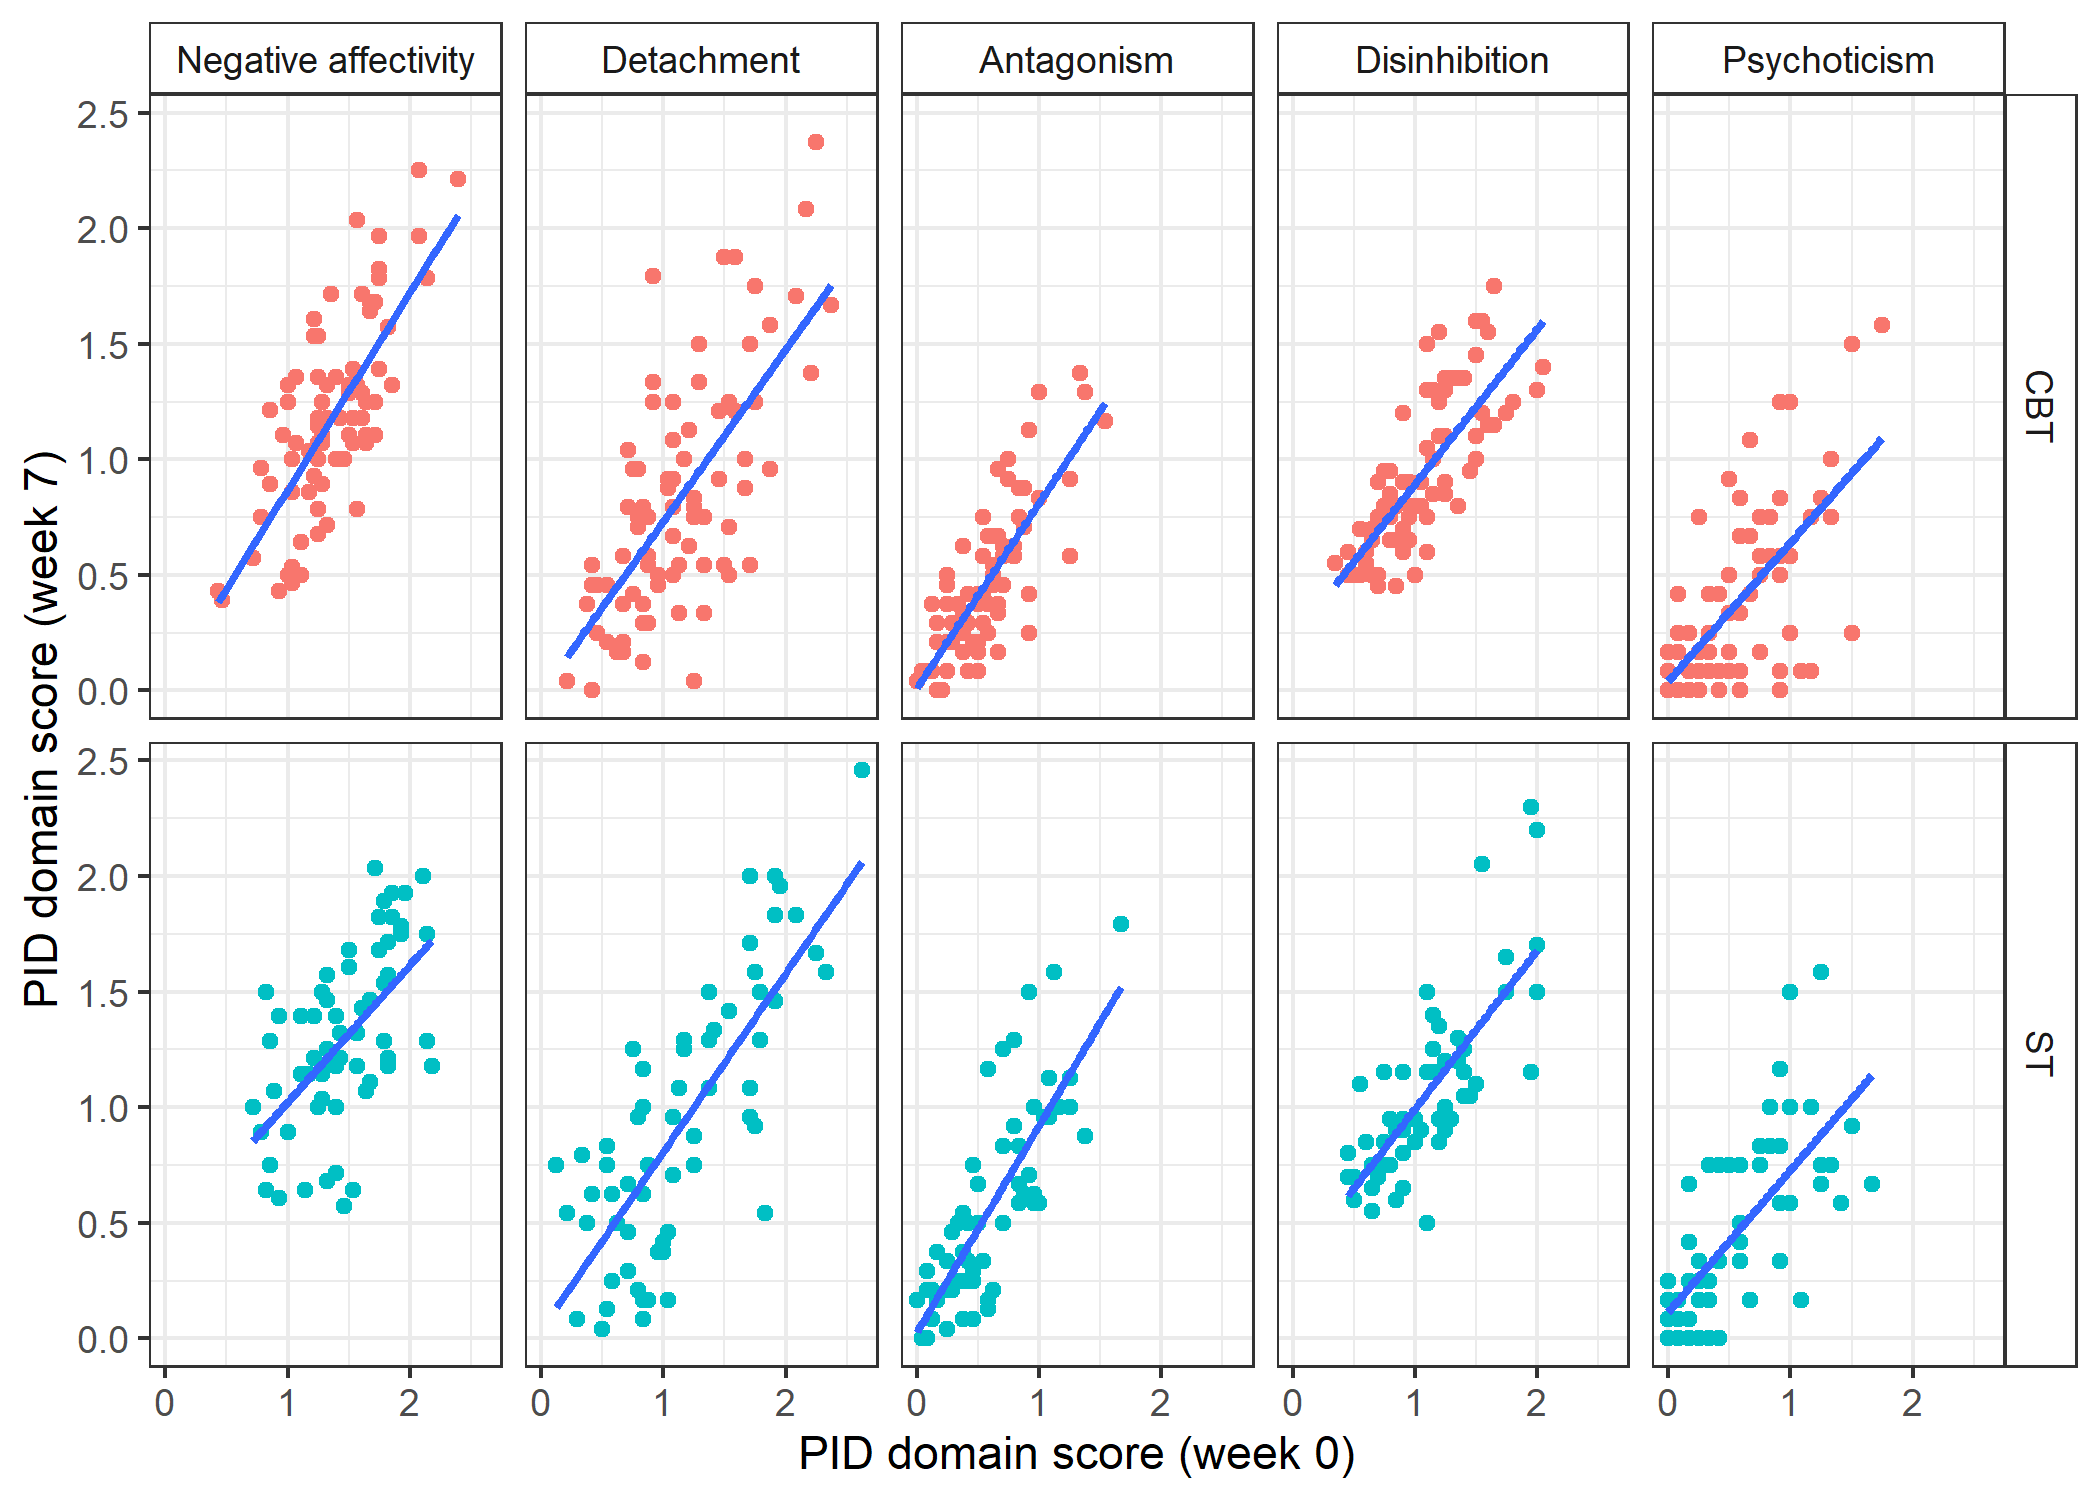 Negative affectivity
Detachment
Antagonism
Disinhibition
Psychoticism
PID domain score (week 7)
2.5
2.0
1.5
1.0
0.5
0.0
CBT
2.5
2.0
1.5
1.0
0.5
0.0
ST
0 1 2
0 1 2
0 1 2
0 1 2
0 1 2
PID domain score (week 0)